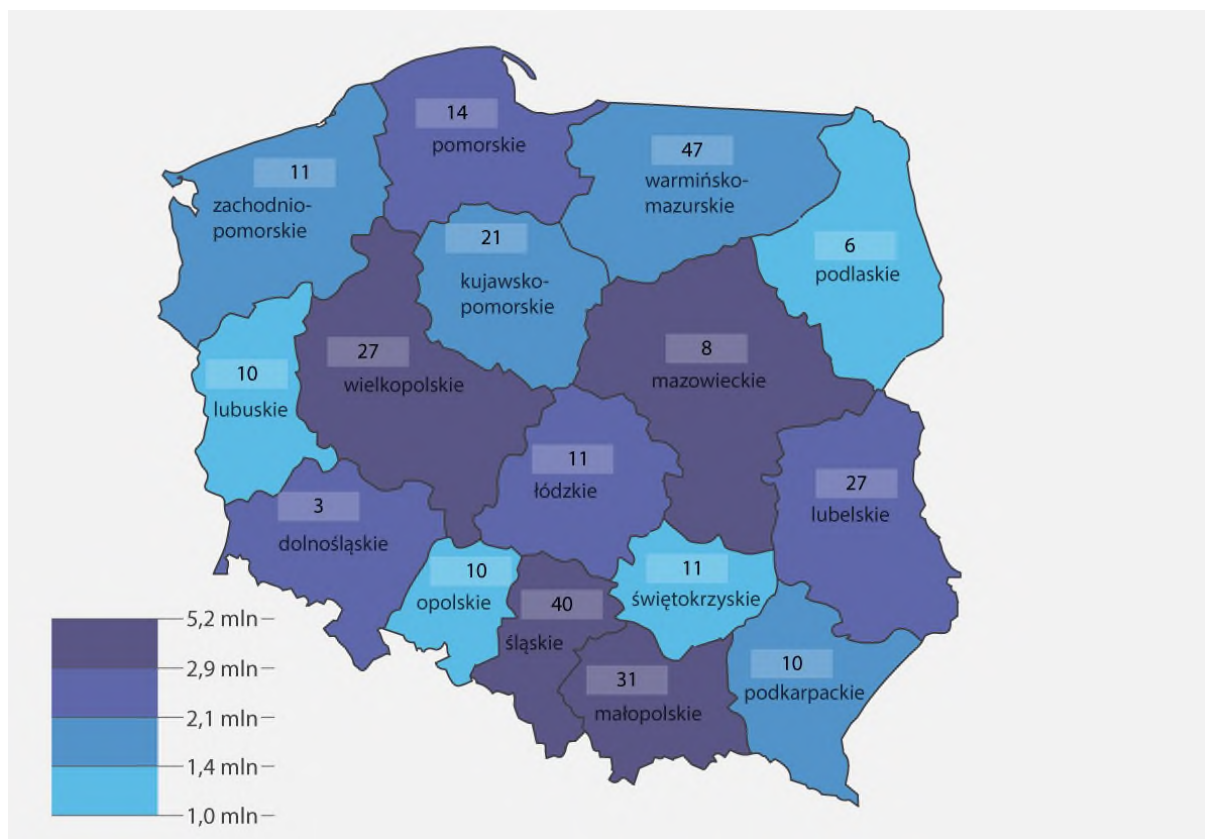 14
pomorskie
47
warmińsko-
mazurskie
11
zachodnio-
pomorskie
21
kujawsko-
pomorskie
6
podlaskie
27
wielkopolskie
8
mazowieckie
10
lubuskie
11
łódzkie
27
lubelskie
3
dolnośląskie
10
opolskie
11
świętokrzyskie
40
śląskie
31
małopolskie
10
podkarpackie
5,2 mln
2,9 mln
2,1 mln
1,4 mln
1,0 mln